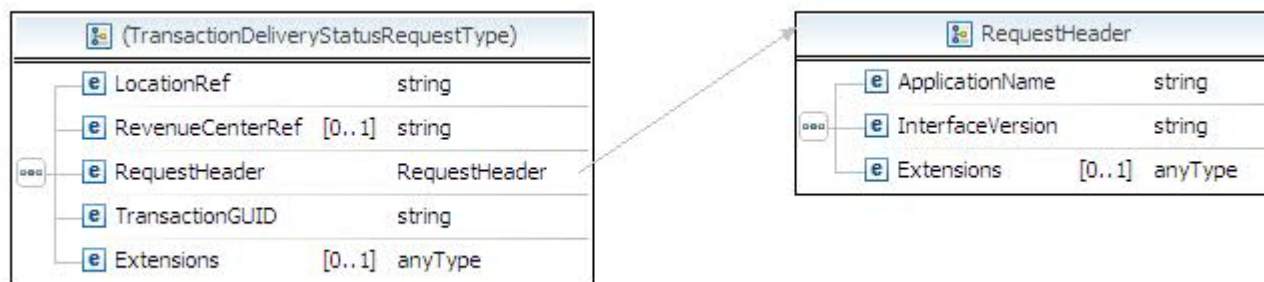 (TransactionDeliveryStatusRequestType)
e LocationRef string
e RevenueCenterRef [0..1] string
e RequestHeader RequestHeader
e TransactionGUID string
e Extensions [0..1] anyType
RequestHeader
e ApplicationName string
e InterfaceVersion string
e Extensions [0..1] anyType